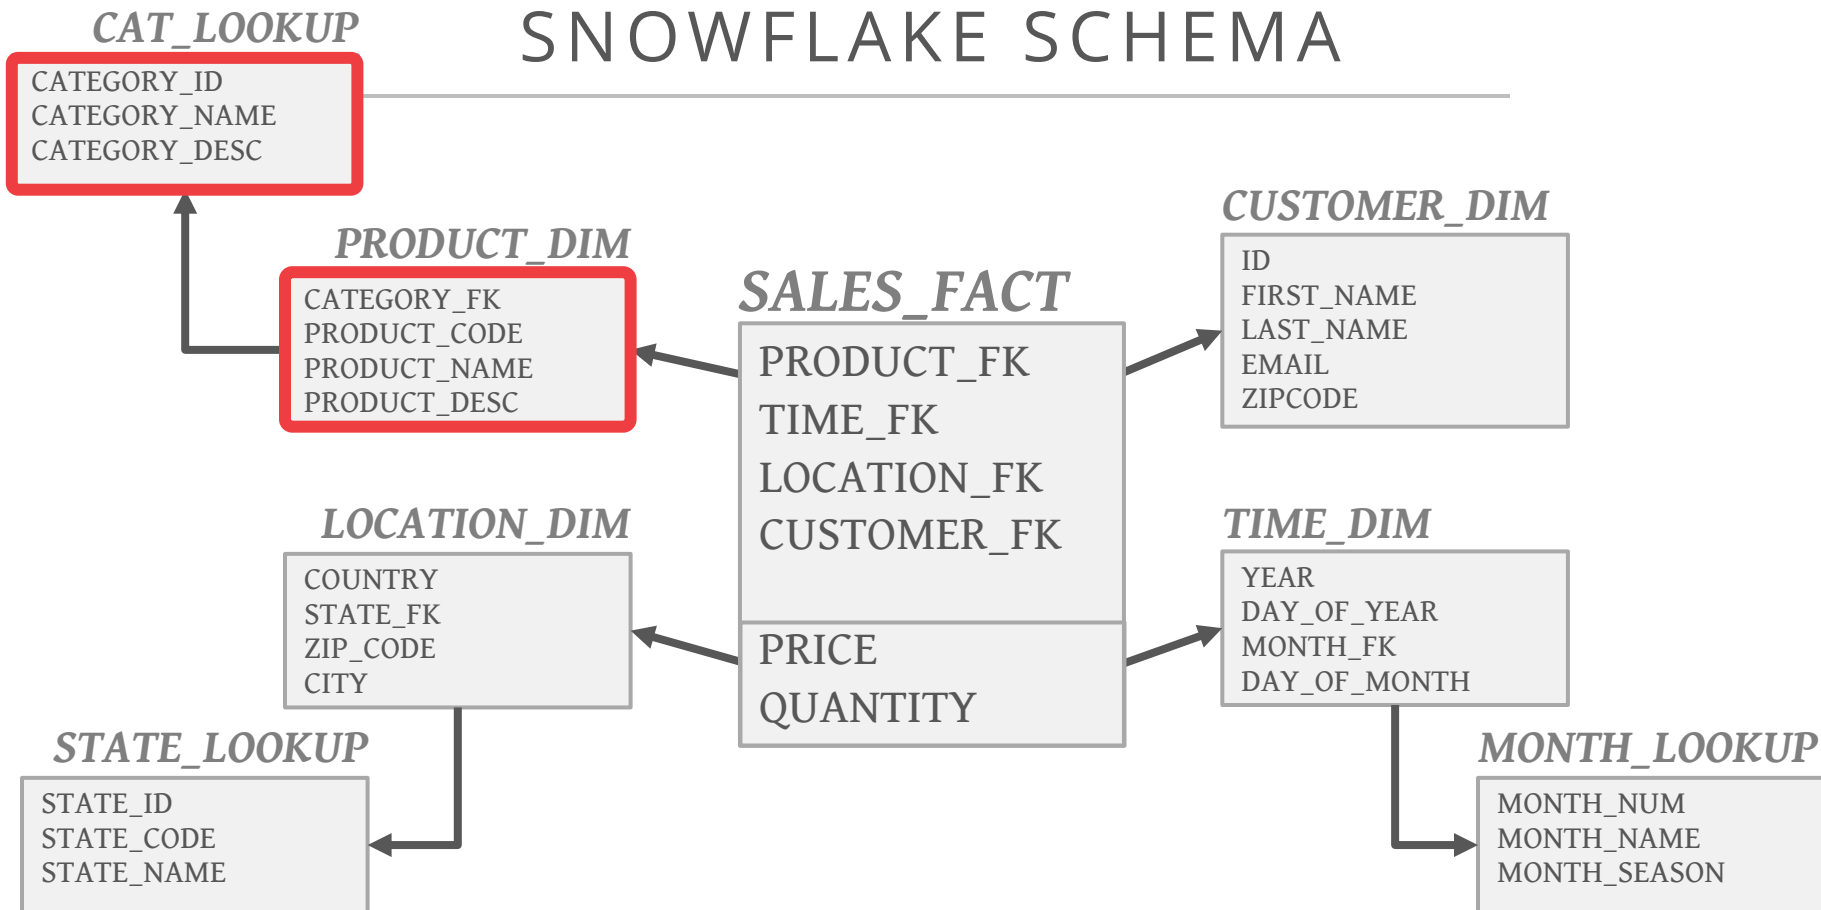 SNOWFLAKE SCHEMA
CAT_LOOKUP
CATEGORY_ID
CATEGORY_NAME
CATEGORY_DESC
PRODUCT_DIM
CATEGORY_FK
PRODUCT_CODE
PRODUCT_NAME
PRODUCT_DESC
SALES_FACT
PRODUCT_FK
TIME_FK
LOCATION_FK
CUSTOMER_FK
PRICE
QUANTITY
CUSTOMER_DIM
ID
FIRST_NAME
LAST_NAME
EMAIL
ZIPCODE
LOCATION_DIM
COUNTRY
STATE_FK
ZIP_CODE
CITY
TIME_DIM
YEAR
DAY_OF_YEAR
MONTH_FK
DAY_OF_MONTH
STATE_LOOKUP
STATE_ID
STATE_CODE
STATE_NAME
MONTH_LOOKUP
MONTH_NUM
MONTH_NAME
MONTH_SEASON